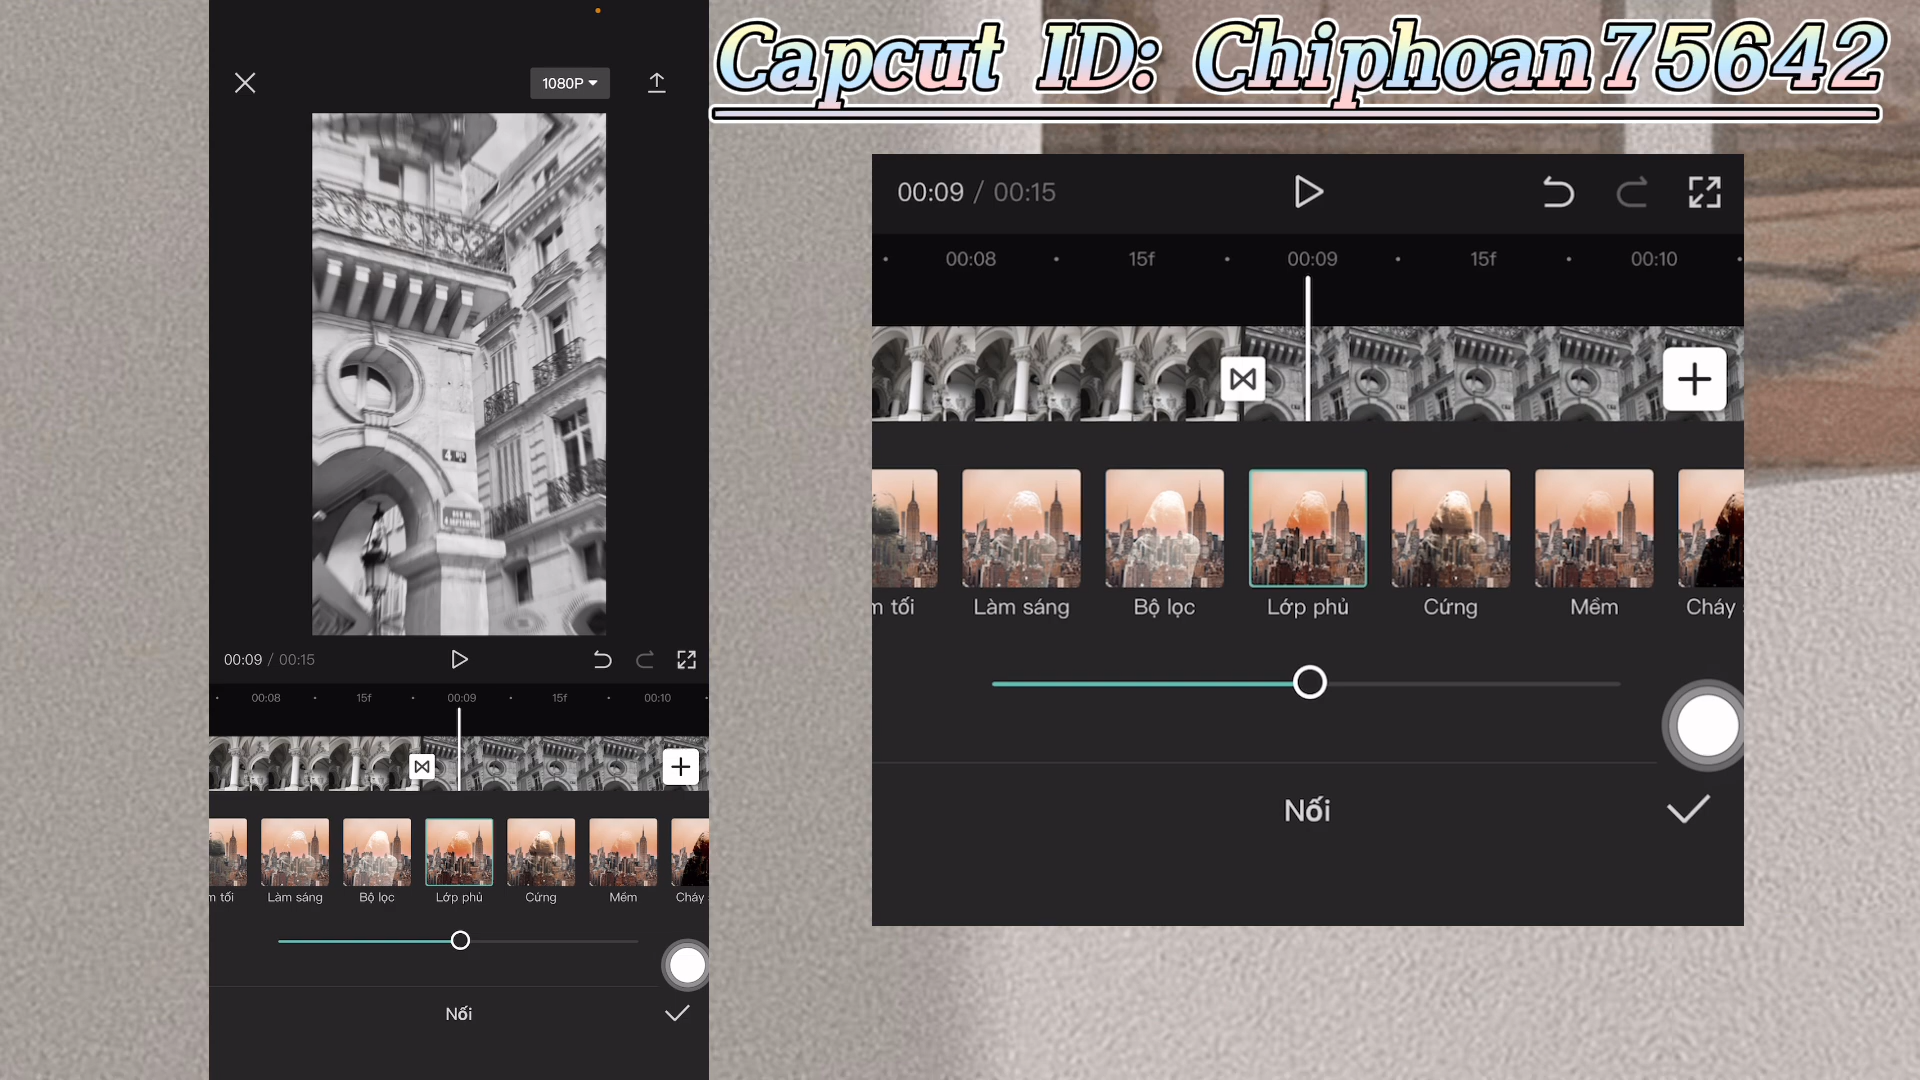 Capcut ID: Chiphoan75642
1080P
4
00:09 / 00:15
00:08 15f 00:09 15f 00:10
m tối Làm sáng Bộ lọc Lớp phủ Cứng Mềm Cháy
Nối
00:09 / 00:15
00:08 15f 00:09 15f 00:10
m tối Làm sáng Bộ lọc Lớp phủ Cứng Mềm Cháy
Nối